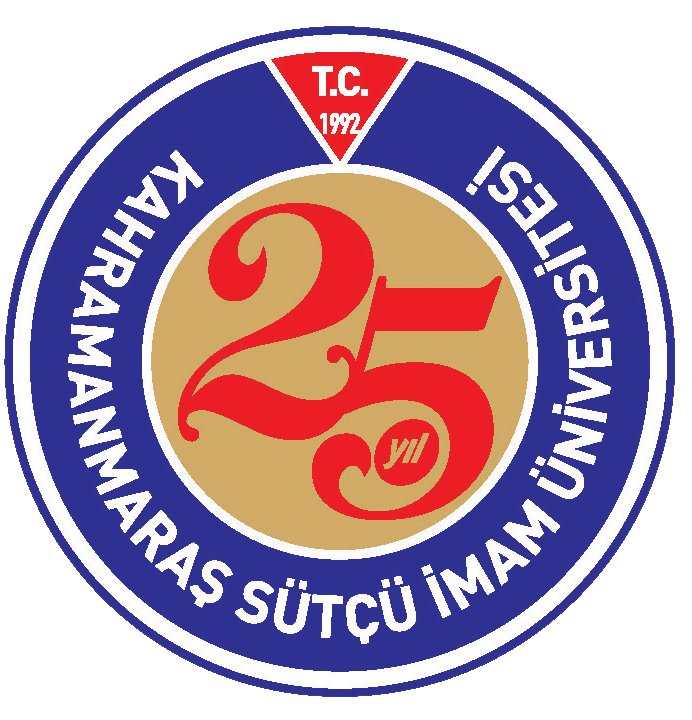 T.C.
1992
KAHRAMANMARAŞ SÜTÇÜ İMAM ÜNİVERSİTESİ
25
yıl